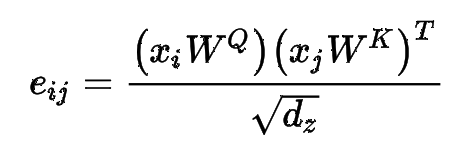 e_{ij} = \frac{(x_i W^Q)(x_j W^K)^T}{\sqrt{d_z}}